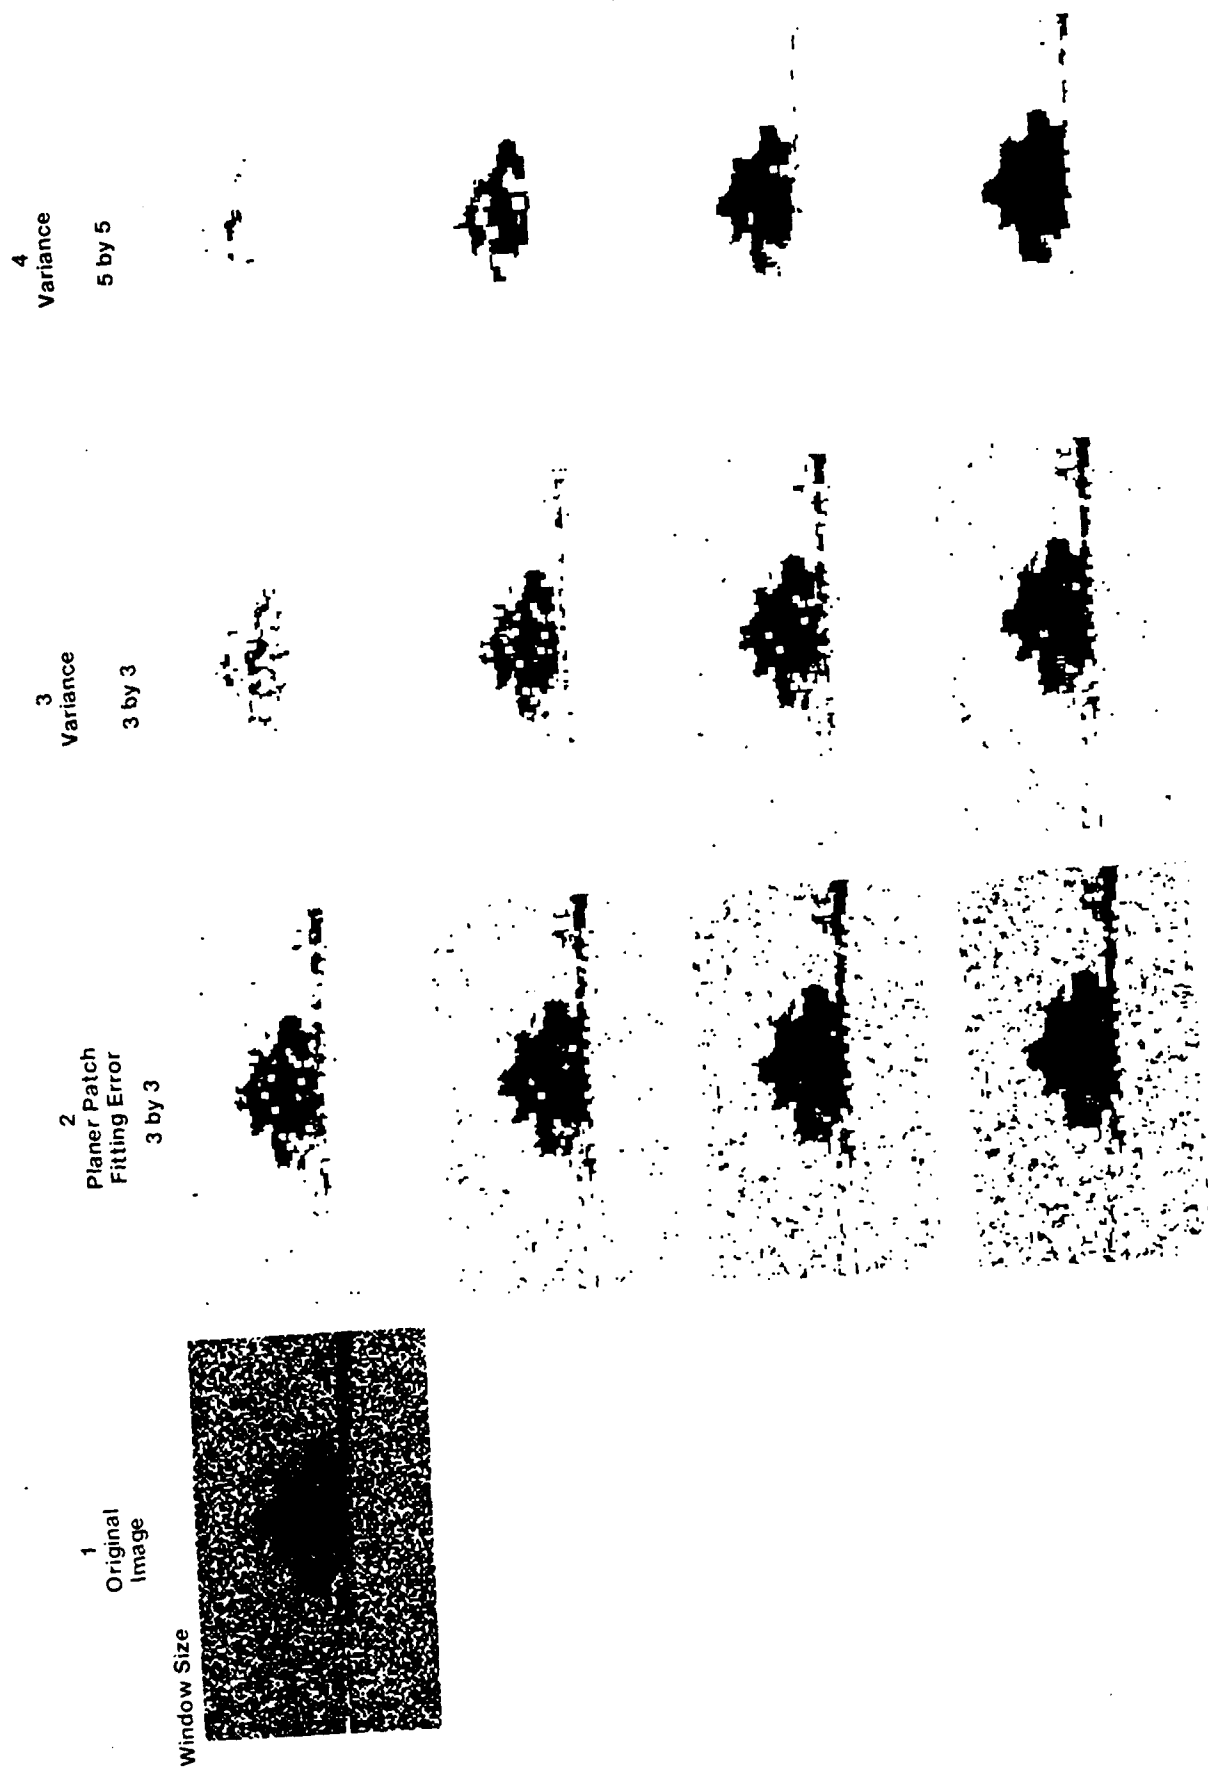 1
Original
Image
2
Planer Patch
Fitting Error
3 by 3
3
Variance
3 by 3
4
Variance
5 by 5
Window Size